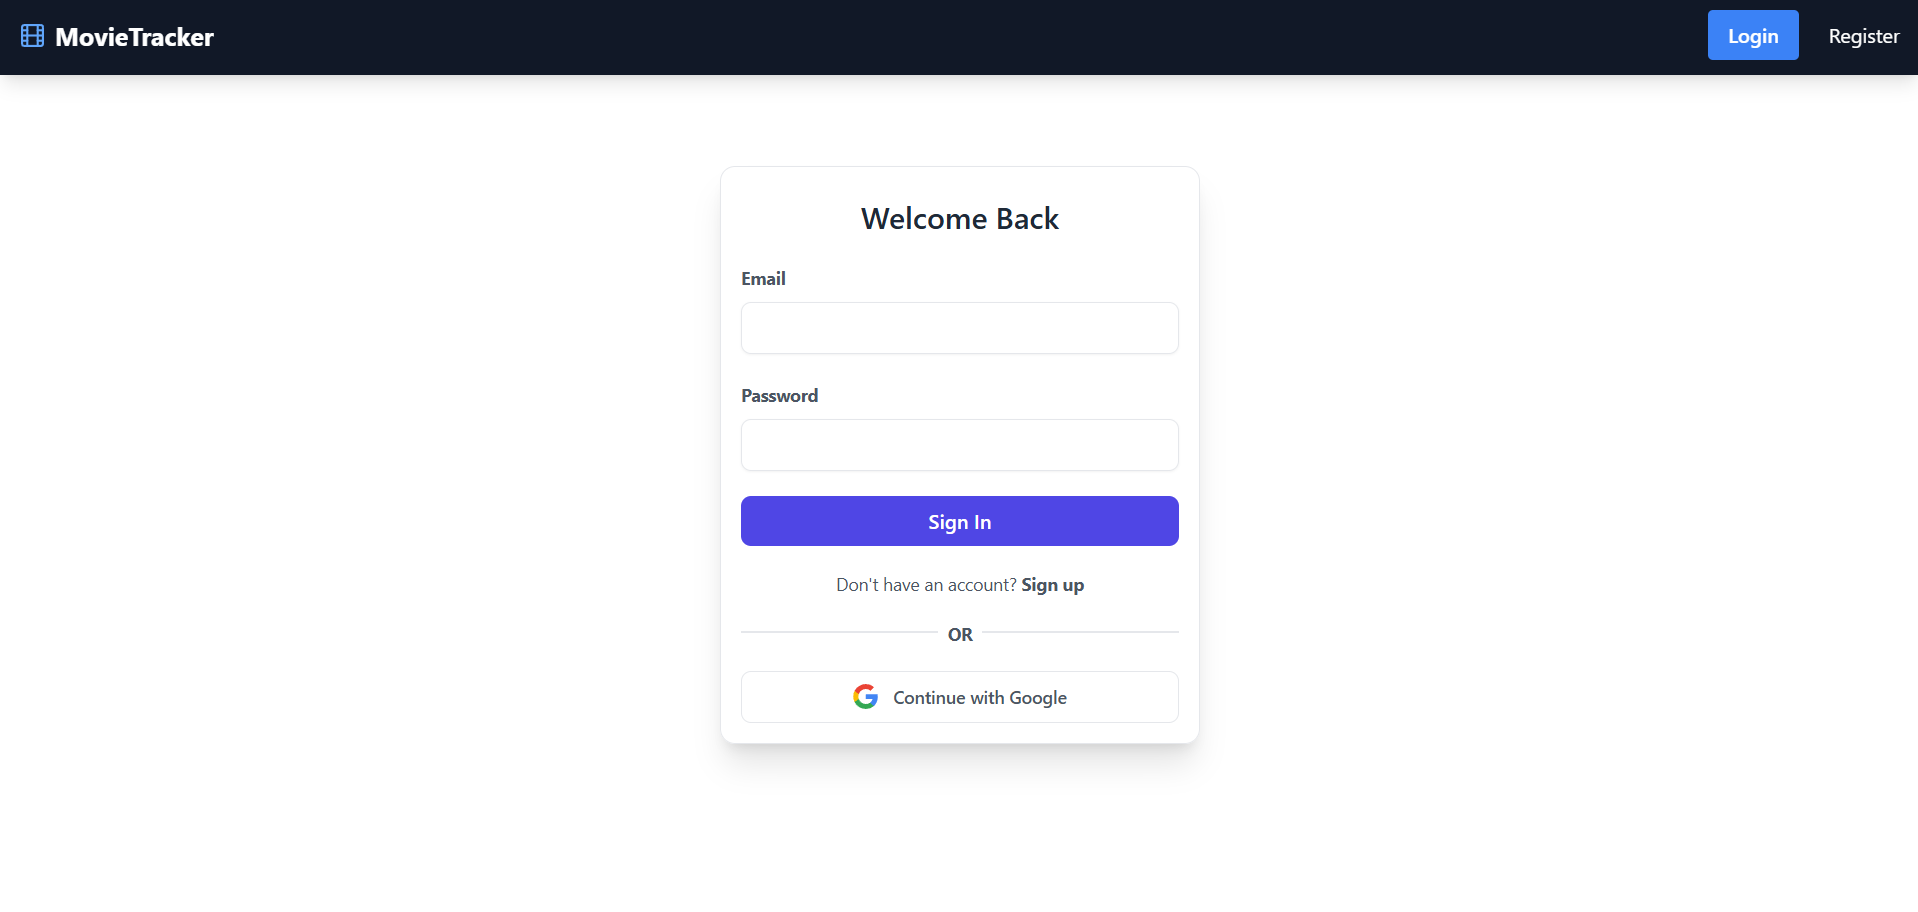 MovieTracker
Login
Register
Welcome Back
Email
Password
Sign In
Don't have an account? Sign up
OR
Continue with Google